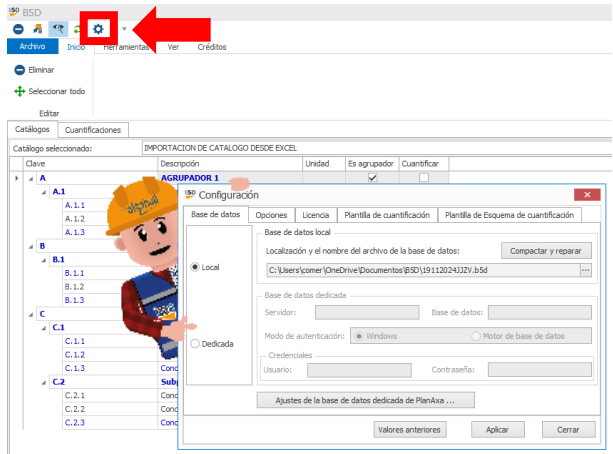 BSD
Archivo Inicio Herramientas Ver Créditos
Eliminar
Seleccionar todo
Editar
Catálogos Cuantificaciones
Catálogo seleccionado: IMPORTACION DE CATALOGO DESDE EXCEL
Clave Descripción Unidad Es agrupador Cuantificar
A AGRUPADOR 1
A.1
A.1.1
A.1.2
A.1.3
B
B.1
B.1.1
B.1.2
B.1.3
C
C.1
C.1.1
C.1.2
C.1.3 Conc
C.2 Subg
C.2.1 Conc
C.2.2 Conc
C.2.3 Conc
Configuración
Base de datos Opciones Licencia Plantilla de cuantificación Plantilla de Esquema de cuantificación
Base de datos local
Localización y el nombre del archivo de la base de datos: Compactar y reparar
Local
C:\Users\comer\OneDrive\Documentos\BSD\19112024JJZV.b5d ...
Base de datos dedicada
Servidor: Base de datos:
Dedicada
Modo de autenticación: Windows Motor de base de datos
Credenciales
Usuario: Contraseña:
Ajustes de la base de datos dedicada de PlanAxa ...
Valores anteriores Aplicar Cerrar